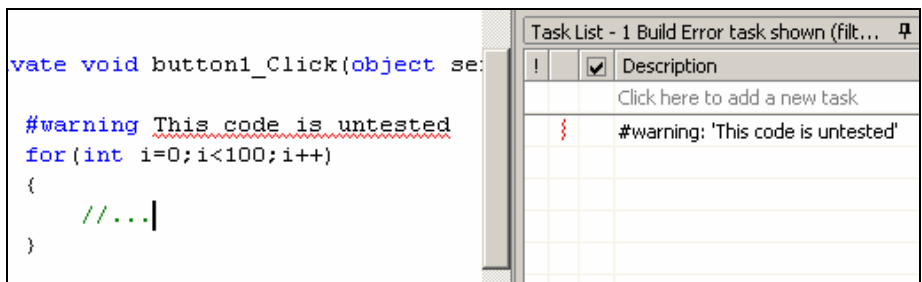 vate void button1_Click(object se
#warning This code is untested
for(int i=0;i<100;i++)
{
//...
}
Task List - 1 Build Error task shown (filt...
! Description
Click here to add a new task
#warning: 'This code is untested'